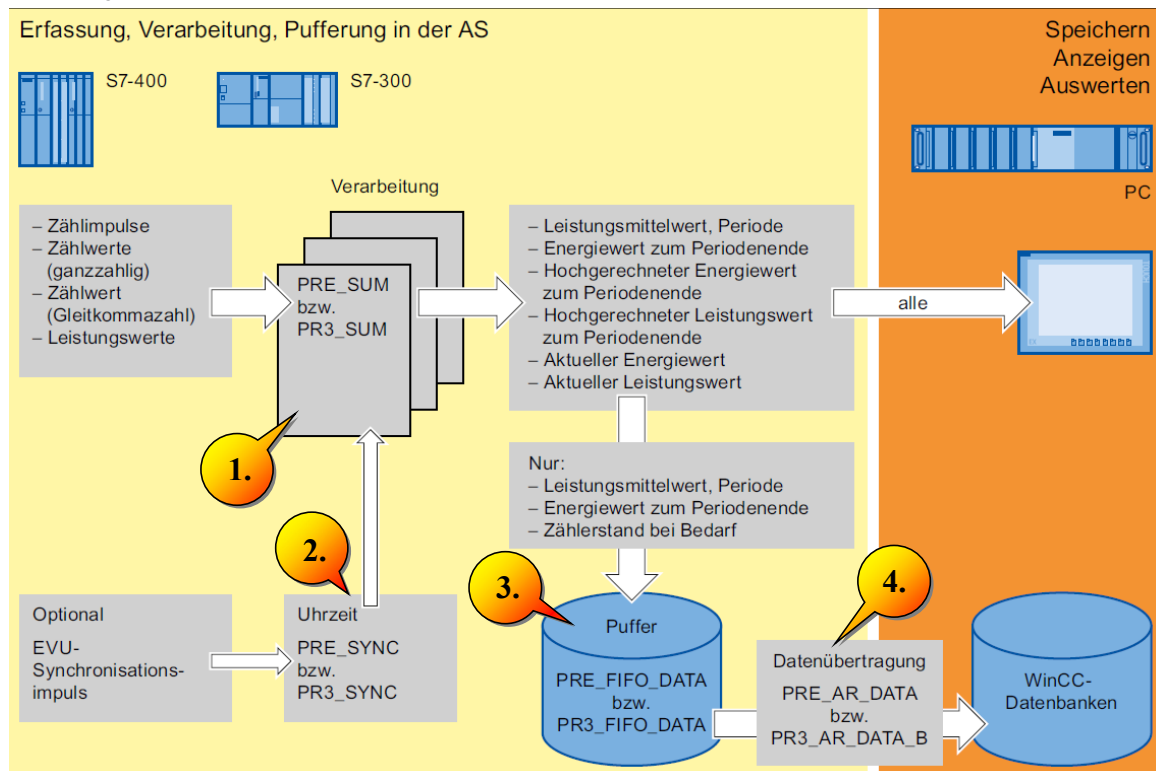 Erfassung, Verarbeitung, Pufferung in der AS
S7-400
S7-300
Speichern
Anzeigen
Auswerten
PC
Verarbeitung
– Zählimpulse
– Zählwerte
(ganzzahlig)
– Zählwert
(Gleitkommazahl)
– Leistungswerte
PRE_SUM
bzw.
PR3_SUM
– Leistungsmittelwert, Periode
– Energiewert zum Periodenende
– Hochgerechneter Energiewert
zum Periodenende
– Hochgerechneter Leistungswert
zum Periodenende
– Aktueller Energiewert
– Aktueller Leistungswert
alle
1.
Nur:
– Leistungsmittelwert, Periode
– Energiewert zum Periodenende
– Zählerstand bei Bedarf
2.
3.
4.
Optional
EVU-
Synchronisations-
impuls
Uhrzeit
PRE_SYNC
bzw.
PR3_SYNC
Puffer
PRE_FIFO_DATA
bzw.
PR3_FIFO_DATA
Datenübertragung
PRE_AR_DATA
bzw.
PR3_AR_DATA_B
WinCC-
Datenbanken